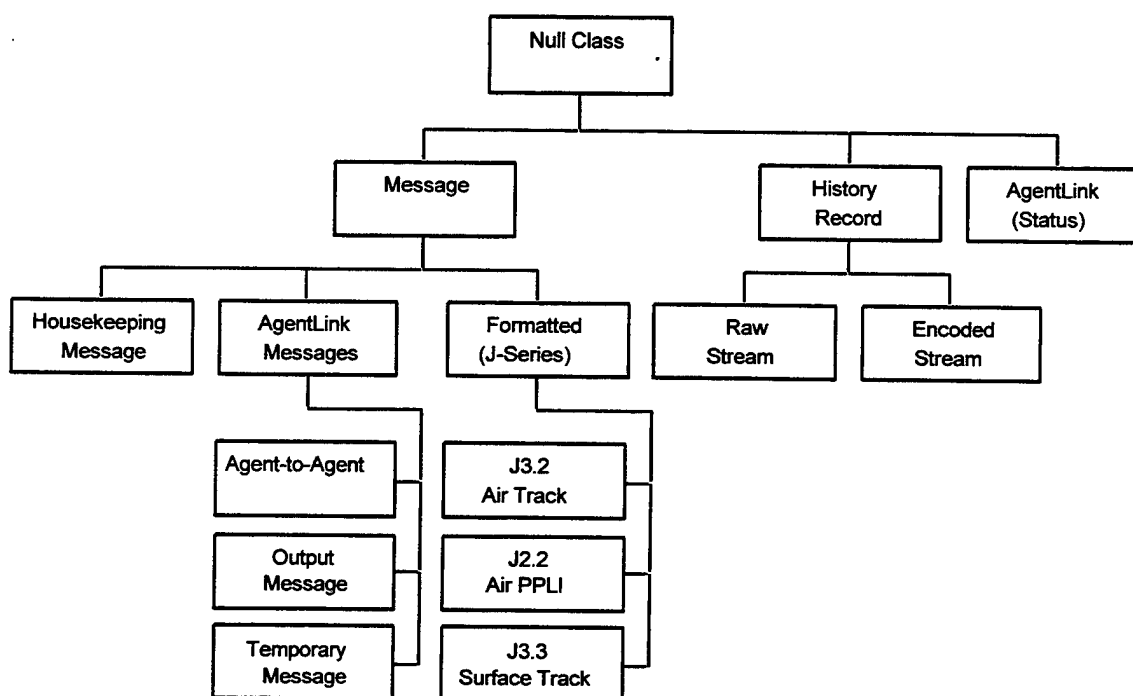 Null Class
Message
History
Record
AgentLink
(Status)
Housekeeping
Message
AgentLink
Messages
Formatted
(J-Series)
Raw
Stream
Encoded
Stream
Agent-to-Agent
J3.2
Air Track
Output
Message
J2.2
Air PPLI
Temporary
Message
J3.3
Surface Track